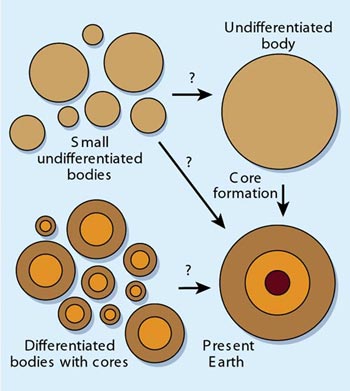 Undifferentiated
body
?
Small
undifferentiated
bodies
?
Core
formation
?
Differentiated
bodies with cores
Present
Earth